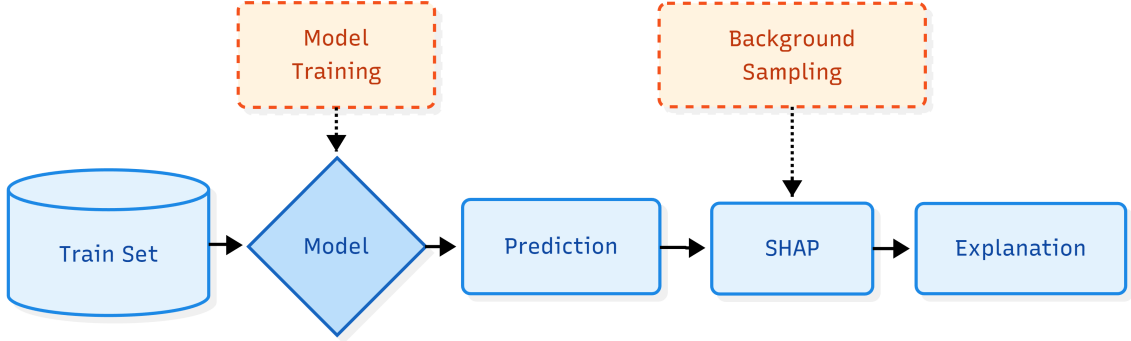 Model
Training
Background
Sampling
Train Set
Model
Prediction
SHAP
Explanation